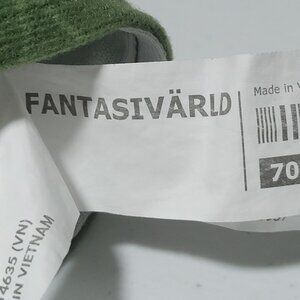 FANTASIVÄRLD
Made in V
70
4635 (VN)
IN VIETNAM